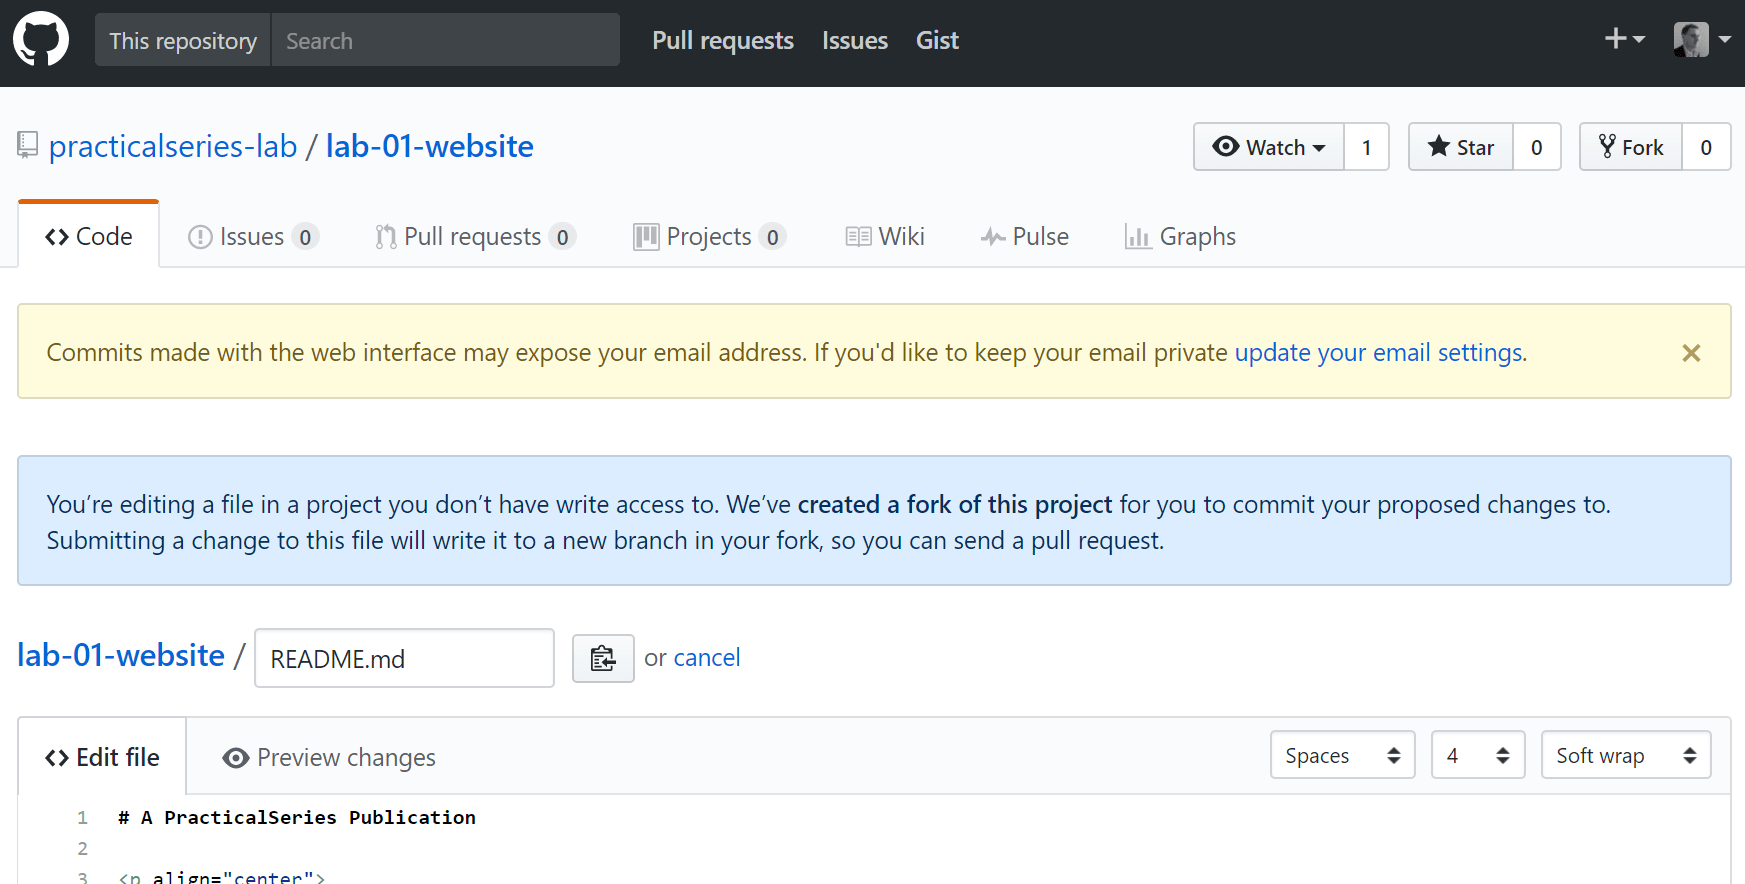 This repository Search Pull requests Issues Gist
practicalseries-lab / lab-01-website Watch 1 Star 0 Fork 0
Code Issues 0 Pull requests 0 Projects 0 Wiki Pulse Graphs
Commits made with the web interface may expose your email address. If you'd like to keep your email private update your email settings.
You’re editing a file in a project you don’t have write access to. We’ve created a fork of this project for you to commit your proposed changes to.
Submitting a change to this file will write it to a new branch in your fork, so you can send a pull request.
lab-01-website / README.md or cancel
Edit file Preview changes Spaces 4 Soft wrap
1 # A PracticalSeries Publication
2
3 <p align="center">